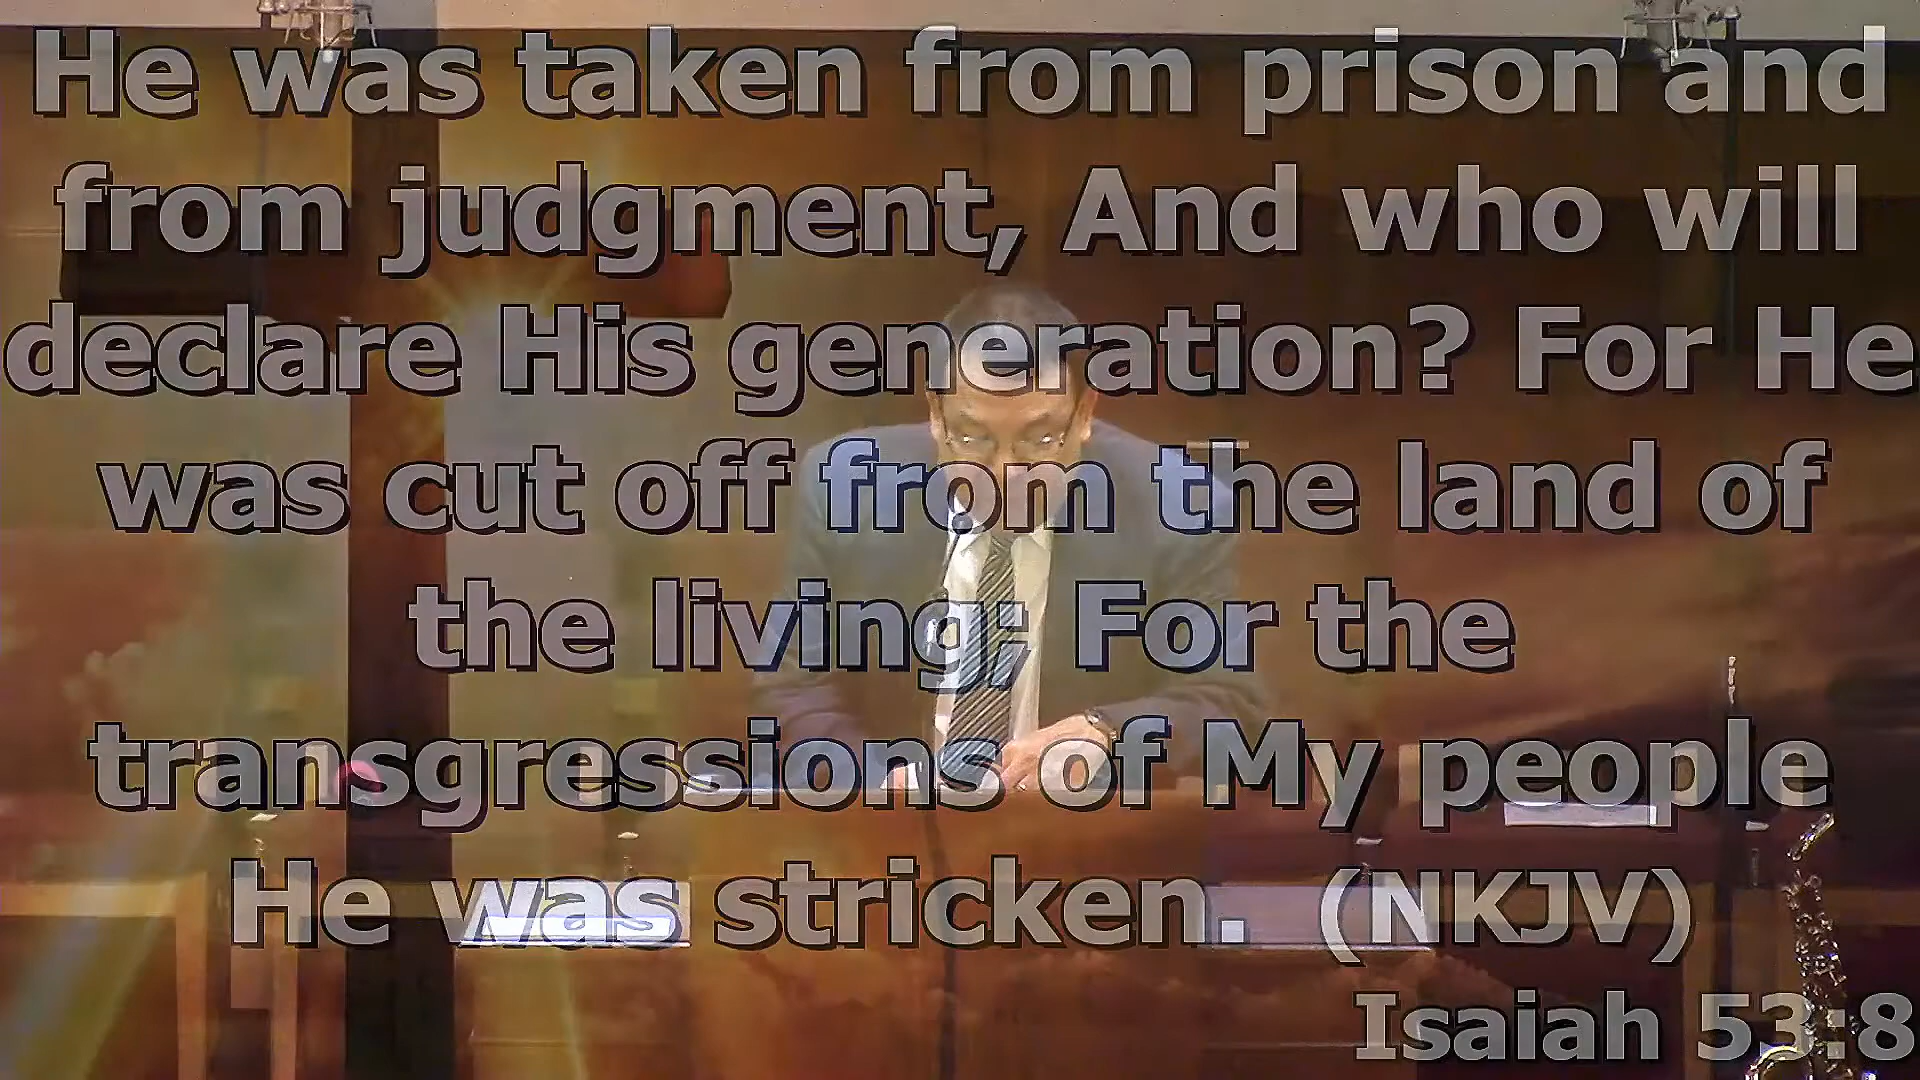 He was taken from prison and
from judgment, And who will
declare His generation? For He
was cut off from the land of
the living; For the
transgressions of My people
He was stricken. (NKJV)
Isaiah 53:8